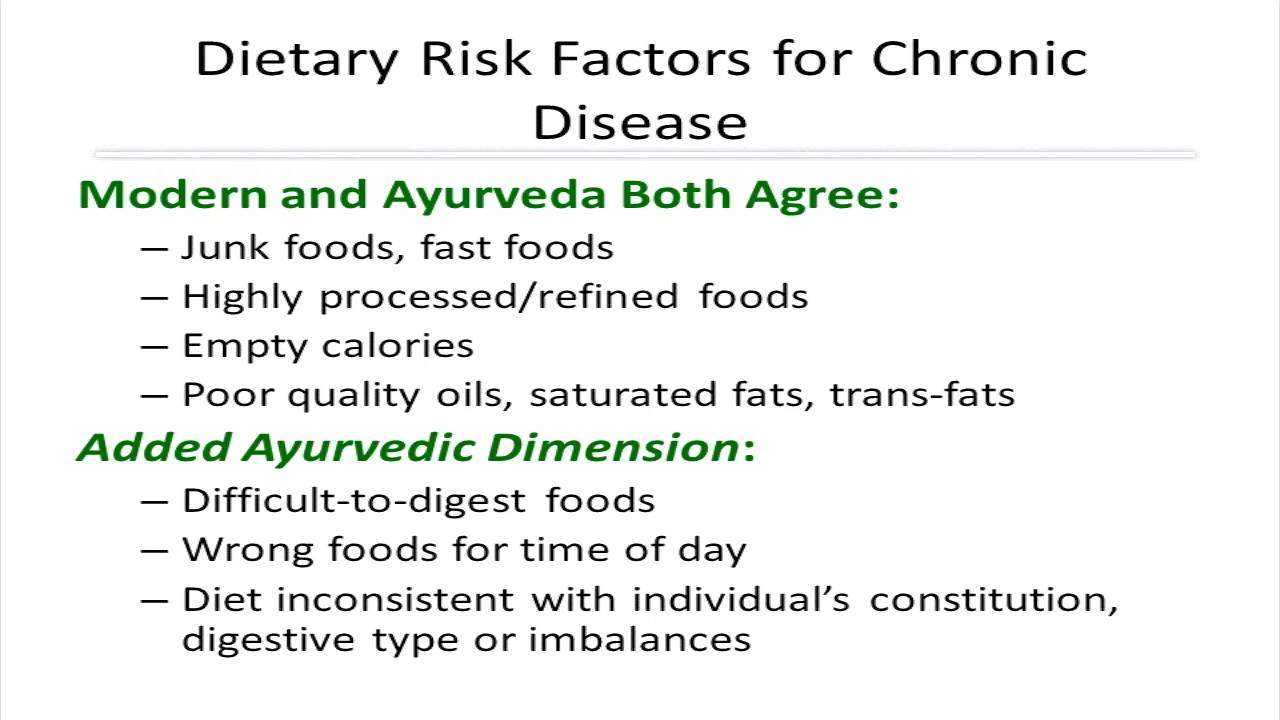 Dietary Risk Factors for Chronic
Disease
Modern and Ayurveda Both Agree:
– Junk foods, fast foods
– Highly processed/refined foods
– Empty calories
– Poor quality oils, saturated fats, trans-fats
Added Ayurvedic Dimension:
– Difficult-to-digest foods
– Wrong foods for time of day
– Diet inconsistent with individual’s constitution,
digestive type or imbalances